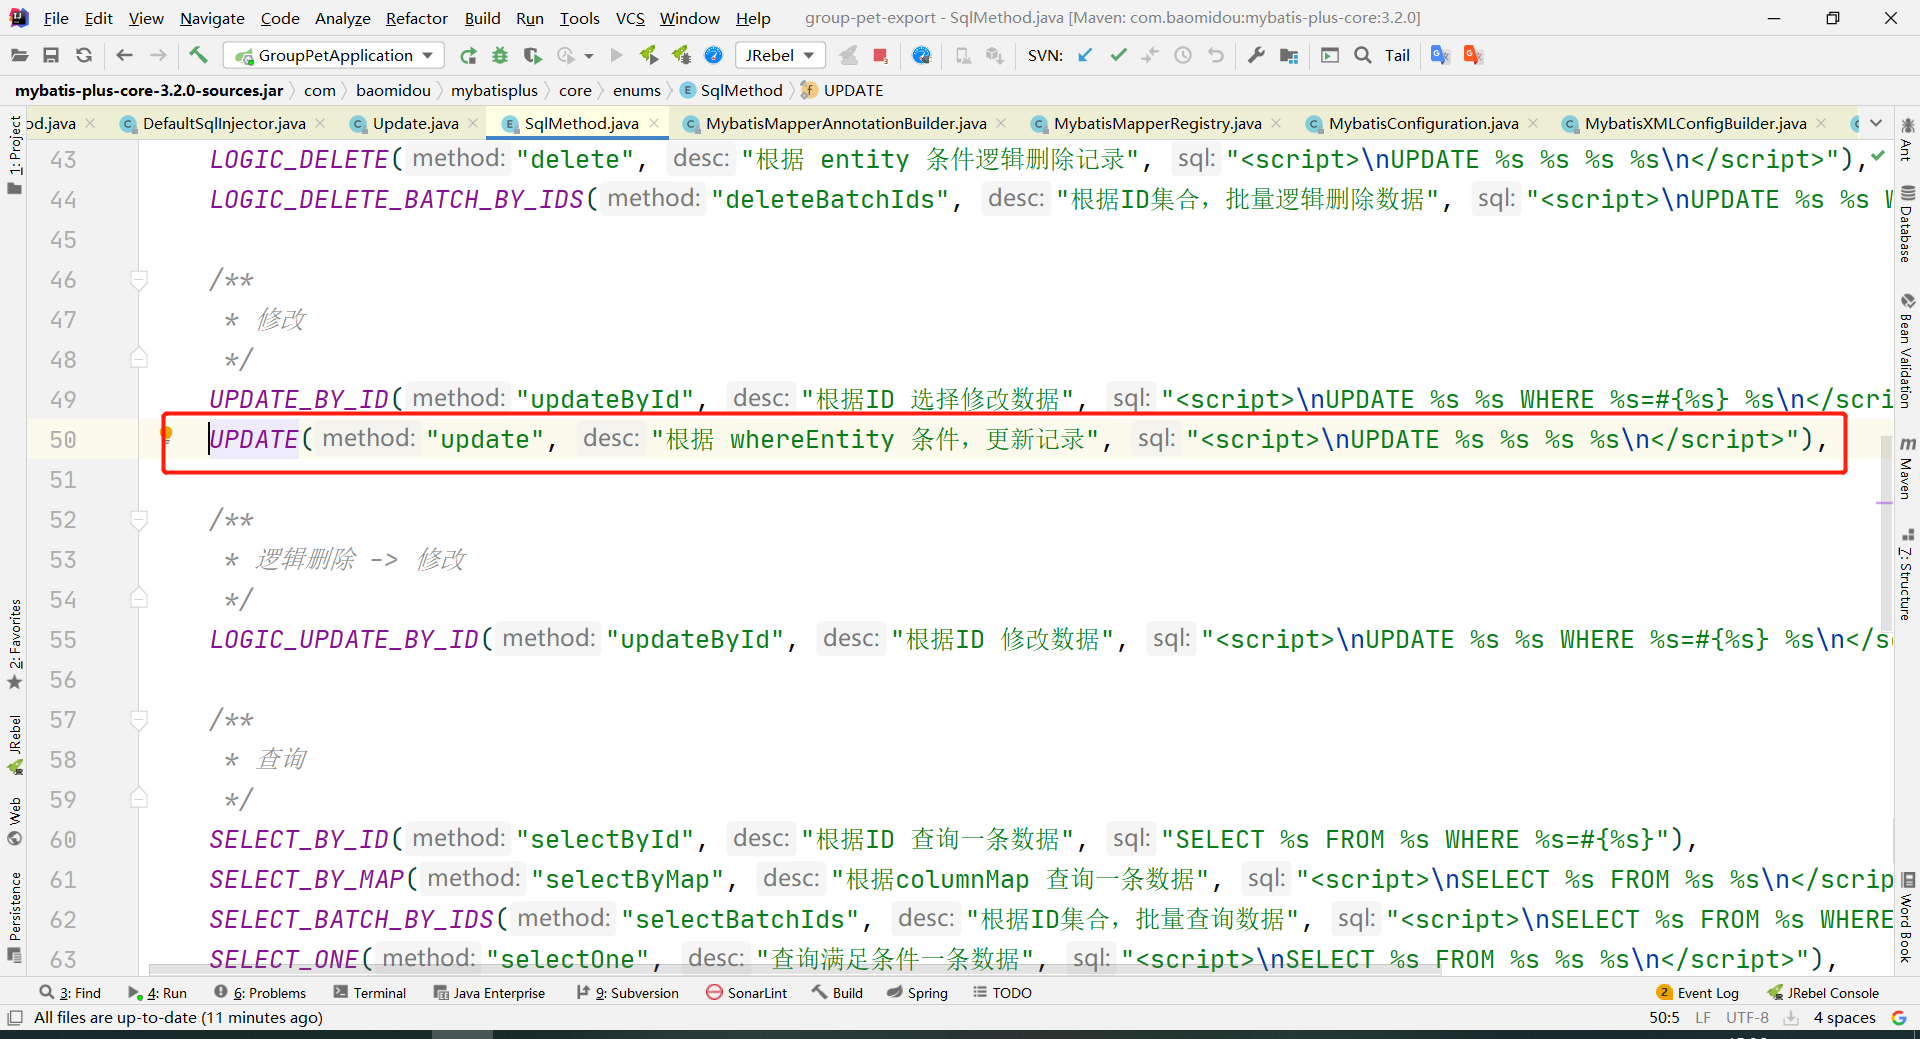 File Edit View Navigate Code Analyze Refactor Build Run Tools VCS Window Help group-pet-export - SqlMethod.java [Maven: com.baomidou:mybatis-plus-core:3.2.0]
GroupPetApplication JRebel SVN: Tail
mybatis-plus-core-3.2.0-sources.jar com baomidou mybatisplus core enums SqlMethod UPDATE
od.java DefaultSqlInjector.java Update.java SqlMethod.java MybatisMapperAnnotationBuilder.java MybatisMapperRegistry.java MybatisConfiguration.java MybatisXMLConfigBuilder.java
43 LOGIC_DELETE( method: "delete", desc: "根据 entity 条件逻辑删除记录", sql: "<script>\nUPDATE %s %s %s %s\n</script>"),
44 LOGIC_DELETE_BATCH_BY_IDS( method: "deleteBatchIds", desc: "根据ID集合，批量逻辑删除数据", sql: "<script>\nUPDATE %s %s W
45
46 /**
47 * 修改
48 */
49 UPDATE_BY_ID( method: "updateById", desc: "根据ID 选择修改数据", sql: "<script>\nUPDATE %s %s WHERE %s=#{%s} %s\n</scri
50 UPDATE( method: "update", desc: "根据 whereEntity 条件，更新记录", sql: "<script>\nUPDATE %s %s %s %s\n</script>"),
51
52 /**
53 * 逻辑删除 -> 修改
54 */
55 LOGIC_UPDATE_BY_ID( method: "updateById", desc: "根据ID 修改数据", sql: "<script>\nUPDATE %s %s WHERE %s=#{%s} %s\n</s
56
57 /**
58 * 查询
59 */
60 SELECT_BY_ID( method: "selectById", desc: "根据ID 查询一条数据", sql: "SELECT %s FROM %s WHERE %s=#{%s}"),
61 SELECT_BY_MAP( method: "selectByMap", desc: "根据columnMap 查询一条数据", sql: "<script>\nSELECT %s FROM %s %s\n</scrip
62 SELECT_BATCH_BY_IDS( method: "selectBatchIds", desc: "根据ID集合，批量查询数据", sql: "<script>\nSELECT %s FROM %s WHERE
63 SELECT_ONE( method: "selectOne", desc: "查询满足条件一条数据", sql: "<script>\nSELECT %s FROM %s %s %s\n</script>"),
1: Project
2: Favorites
JRebel
Web
Persistence
Ant
Database
Bean Validation
Maven
7: Structure
Word Book
3: Find 4: Run 6: Problems Terminal Java Enterprise 9: Subversion SonarLint Build Spring TODO 2 Event Log JRebel Console
All files are up-to-date (11 minutes ago) 50:5 LF UTF-8 4 spaces